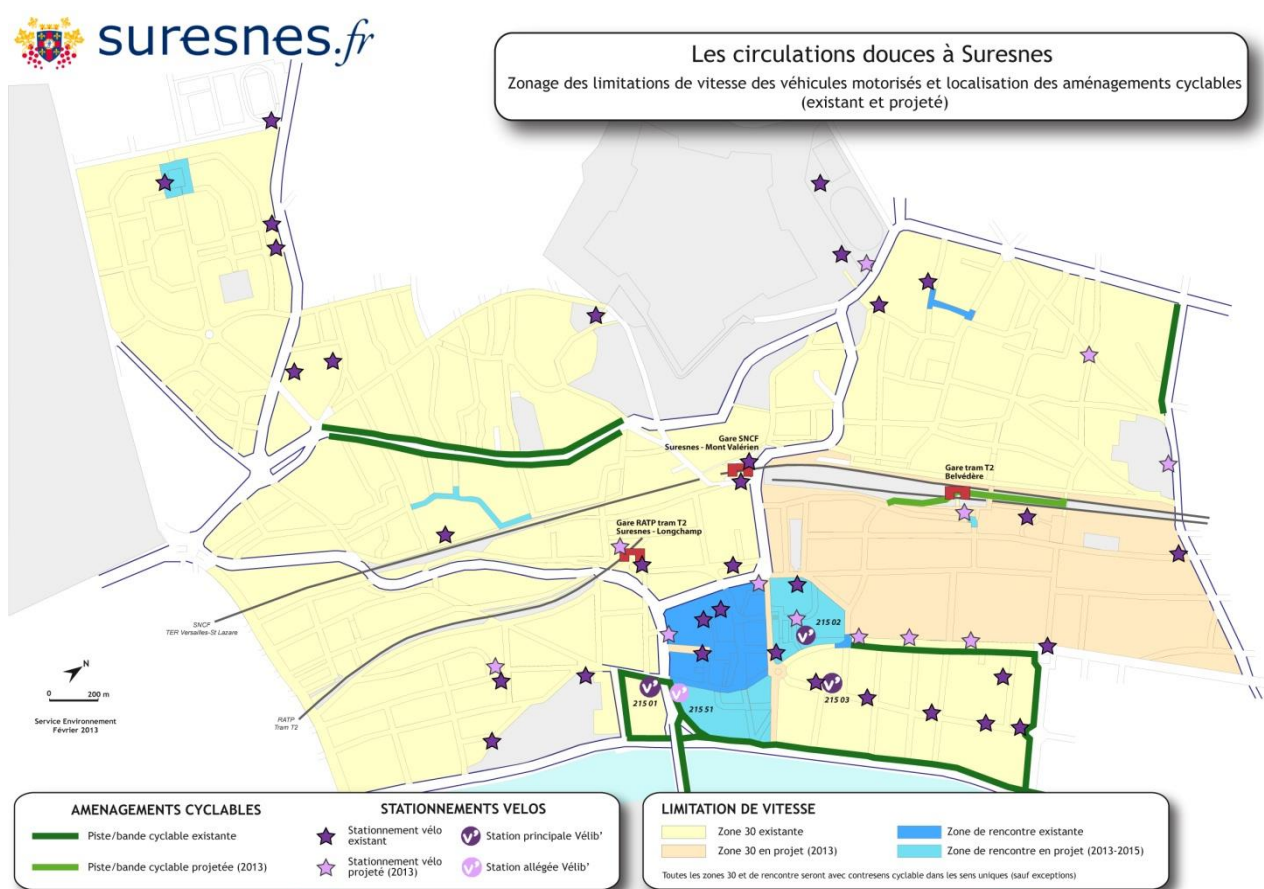 suresnes.fr
Les circulations douces à Suresnes
Zonage des limitations de vitesse des véhicules motorisés et localisation des aménagements cyclables
(existant et projeté)
Gare SNCF
Suresnes - Mont Valérien
Gare tram T2
Belvédère
Gare RATP tram T2
Suresnes - Longchamp
SNCF
TER Versailles-St Lazare
215 02
N
0 200 m
215 01
215 51
215 03
Service Environnement
Février 2013
RATP
Tram T2
AMENAGEMENTS CYCLABLES
Piste/bande cyclable existante
Piste/bande cyclable projetée (2013)
STATIONNEMENTS VELOS
Stationnement vélo
existant
Station principale Vélib'
Stationnement vélo
projeté (2013)
Station allégée Vélib'
LIMITATION DE VITESSE
Zone 30 existante
Zone de rencontre existante
Zone 30 en projet (2013)
Zone de rencontre en projet (2013-2015)
Toutes les zones 30 et de rencontre seront avec contresens cyclable dans les sens uniques (sauf exceptions)